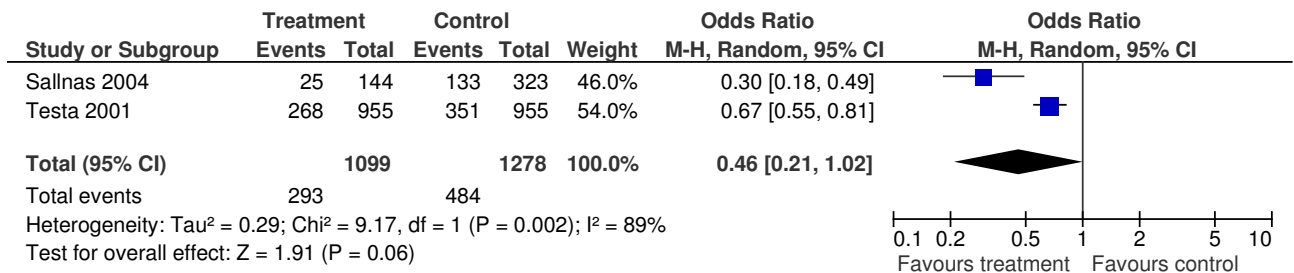 Treatment Control Odds Ratio Odds Ratio
Study or Subgroup Events Total Events Total Weight M-H, Random, 95% CI M-H, Random, 95% CI
Sallnas 2004 25 144 133 323 46.0% 0.30 [0.18, 0.49]
Testa 2001 268 955 351 955 54.0% 0.67 [0.55, 0.81]
Total (95% CI) 1099 1278 100.0% 0.46 [0.21, 1.02]
Total events 293 484
Heterogeneity: Tau² = 0.29; Chi² = 9.17, df = 1 (P = 0.002); I² = 89%
Test for overall effect: Z = 1.91 (P = 0.06)
0.1 0.2 0.5 1 2 5 10
Favours treatment Favours control